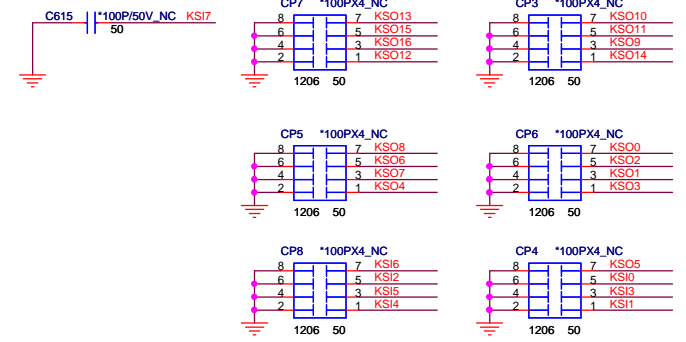 C615 *100P/50V_NC KSI7
50
CP7 *100PX4_NC
8 7 KSO13
6 5 KSO15
4 3 KSO16
2 1 KSO12
1206 50
CP3 *100PX4_NC
8 7 KSO10
6 5 KSO11
4 3 KSO9
2 1 KSO14
1206 50
CP5 *100PX4_NC
8 7 KSO8
6 5 KSO6
4 3 KSO7
2 1 KSO4
1206 50
CP6 *100PX4_NC
8 7 KSO0
6 5 KSO2
4 3 KSO1
2 1 KSO3
1206 50
CP8 *100PX4_NC
8 7 KSI6
6 5 KSI2
4 3 KSI5
2 1 KSI4
1206 50
CP4 *100PX4_NC
8 7 KSO5
6 5 KSI0
4 3 KSI3
2 1 KSI1
1206 50